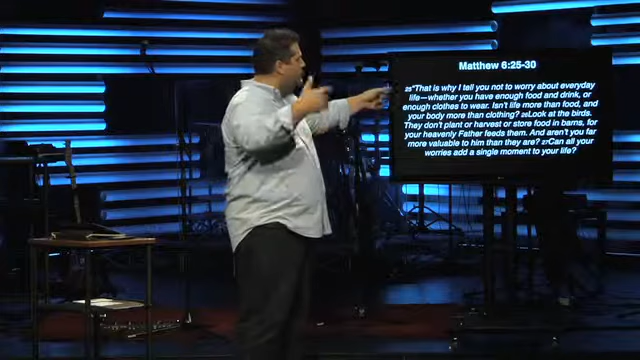 Matthew 6:25-30
25“That is why I tell you not to worry about everyday
life—whether you have enough food and drink, or
enough clothes to wear. Isn't life more than food, and
your body more than clothing? 26Look at the birds.
They don't plant or harvest or store food in barns, for
your heavenly Father feeds them. And aren't you far
more valuable to him than they are? 27Can all your
worries add a single moment to your life?